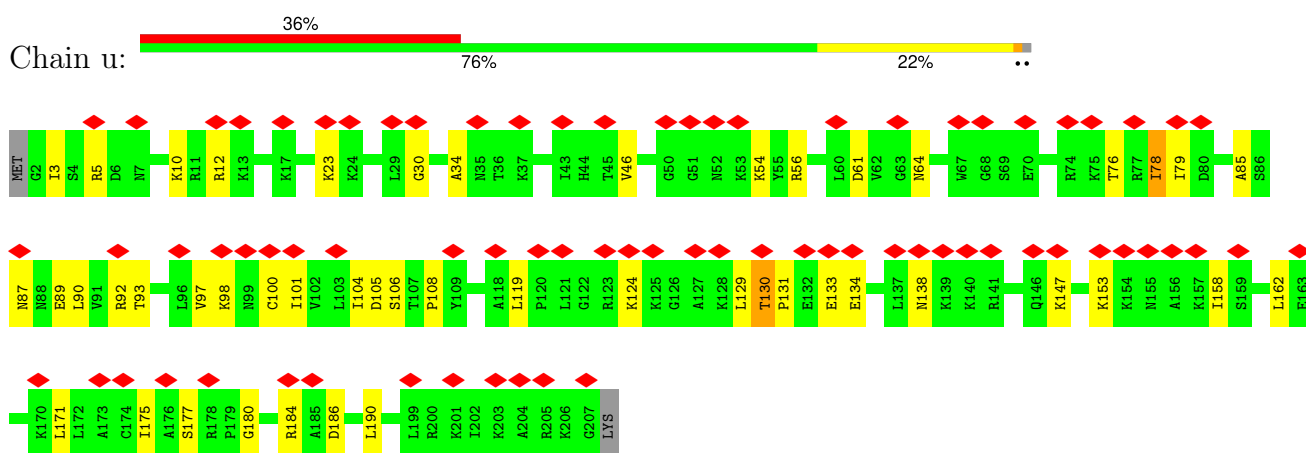 36%
Chain u:
76% 22% ••
MET G2 I3 S4 R5 D6 N7 K10 R11 R12 K13 K17 K23 K24 L29 G30 A34 N35 T36 K37 I43 H44 T45 V46 G50 G51 N52 K53 K54 Y55 R56 L60 D61 V62 G63 N64 W67 G68 S69 E70 R74 K75 T76 R77 I78 I79 D80 A85 S86
N87 N88 E89 L90 V91 R92 T93 L96 V97 K98 N99 C100 I101 V102 L103 I104 D105 S106 T107 P108 Y109 A118 L119 P120 L121 G122 R123 K124 K125 G126 A127 K128 L129 T130 P131 E132 E133 E134 L137 N138 K139 K140 R141 Q146 K147 K153 K154 N155 A156 K157 I158 S159 L162 E163
K170 L171 L172 A173 C174 I175 A176 S177 R178 P179 G180 R184 A185 D186 L190 L199 R200 K201 I202 K203 A204 R205 K206 G207 LYS